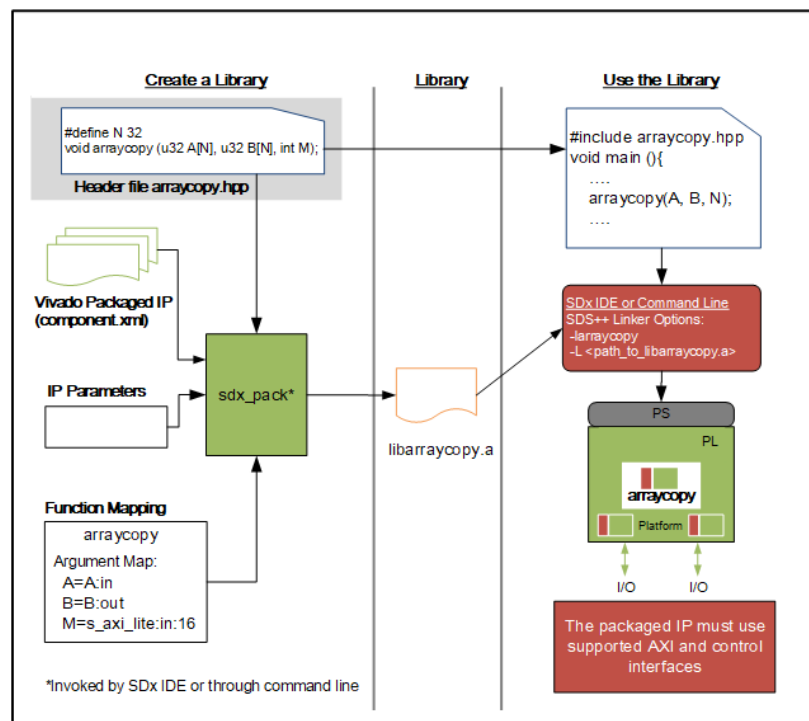 Create a Library
Library
Use the Library
#define N 32
void arraycopy (u32 A[N], u32 B[N], int M);
Header file arraycopy.hpp
#include arraycopy.hpp
void main (){
....
arraycopy(A, B, N);
....
Vivado Packaged IP
(component.xml)
IP Parameters
sdx_pack*
libarraycopy.a
SDx IDE or Command Line
SDS++ Linker Options:
-larraycopy
-L <path_to_libarraycopy.a>
PS
PL
arraycopy
Platform
I/O
I/O
Function Mapping
arraycopy
Argument Map:
A=A:in
B=B:out
M=s_axi_lite:in:16
The packaged IP must use
supported AXI and control
interfaces
*Invoked by SDx IDE or through command line